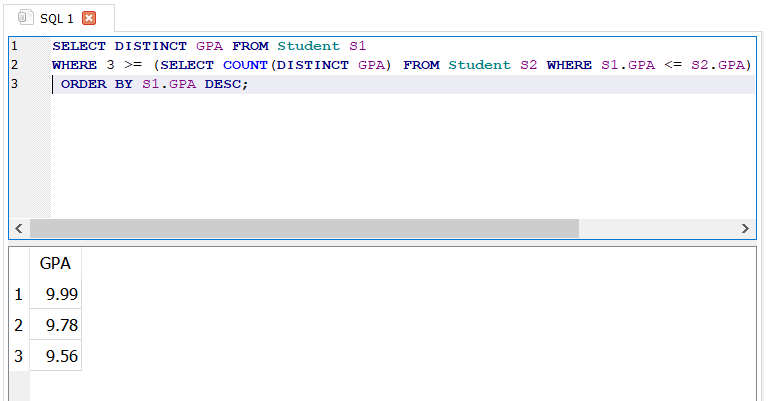 SQL 1
1 SELECT DISTINCT GPA FROM Student S1
2 WHERE 3 >= (SELECT COUNT(DISTINCT GPA) FROM Student S2 WHERE S1.GPA <= S2.GPA)
3 ORDER BY S1.GPA DESC;
GPA
1 9.99
2 9.78
3 9.56